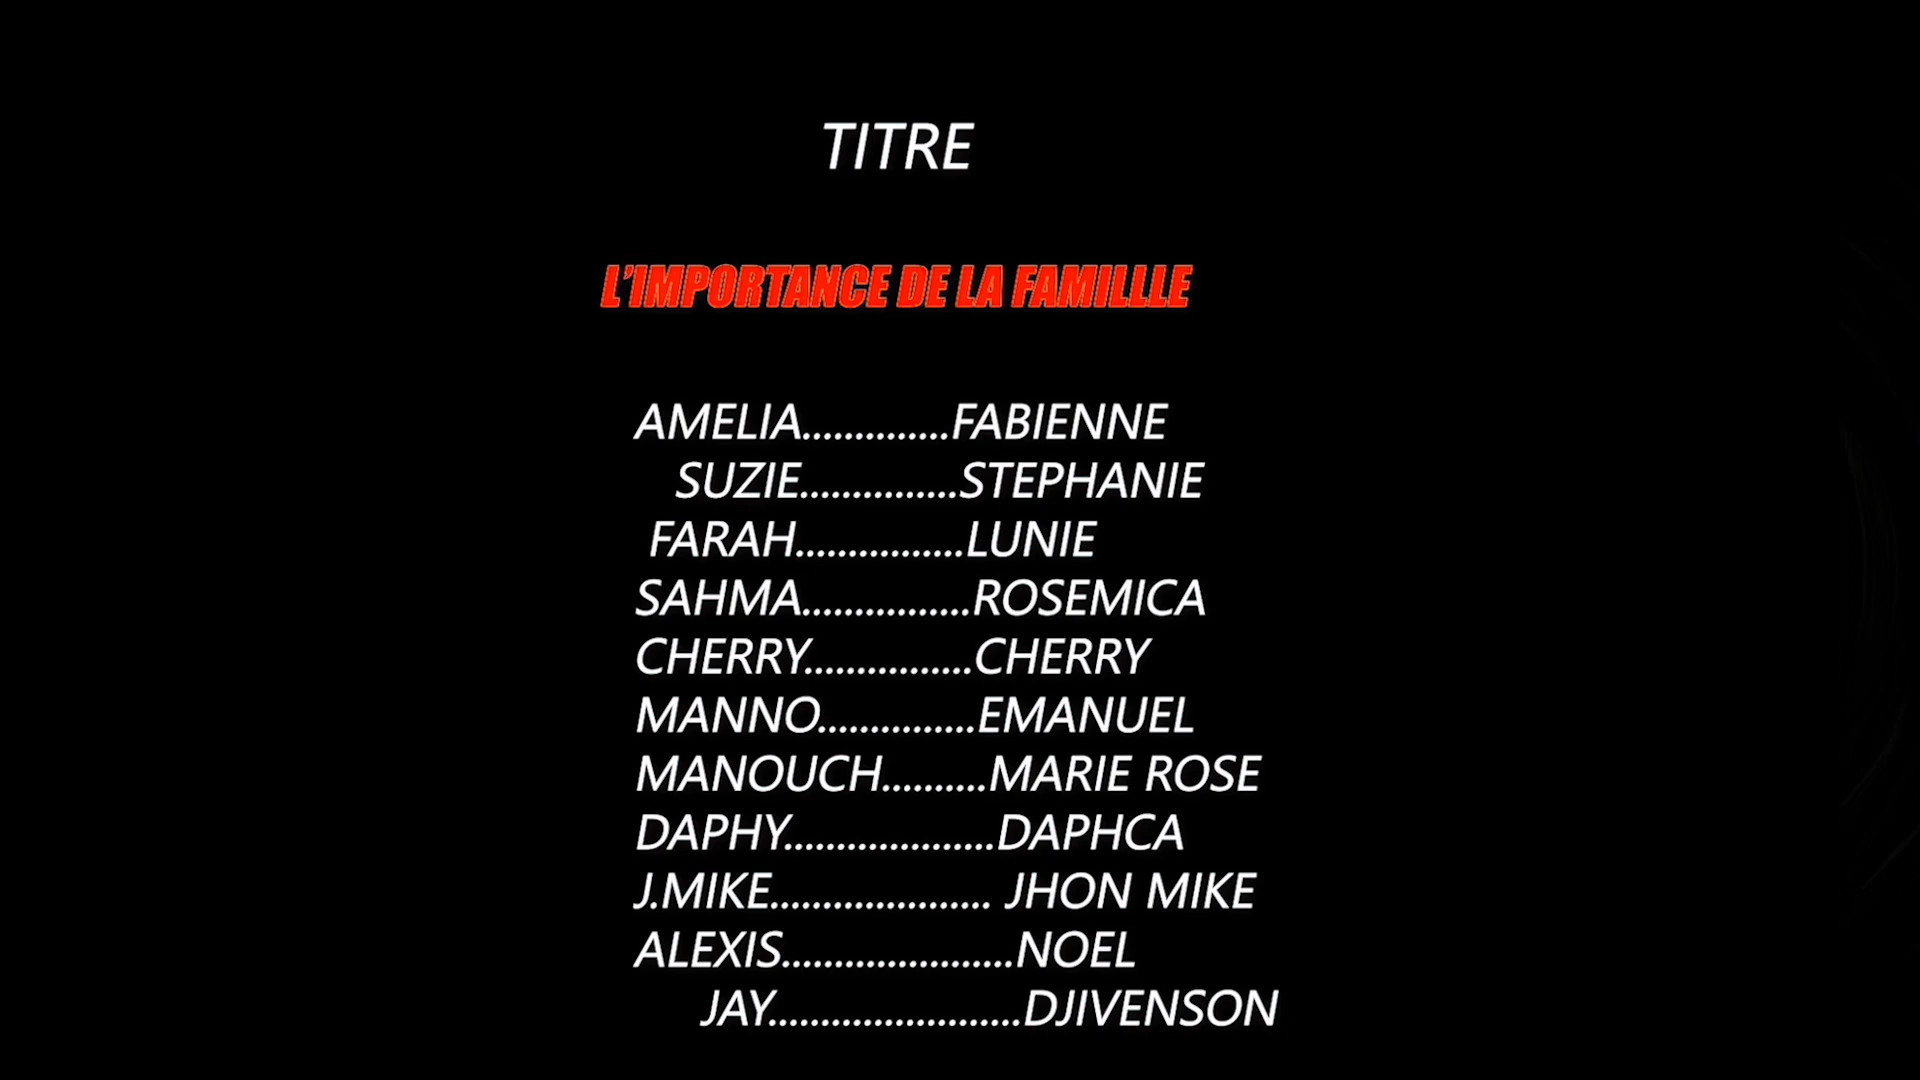 TITRE
L'IMPORTANCE DE LA FAMILLLE
AMELIA..............FABIENNE
SUZIE...............STEPHANIE
FARAH................LUNIE
SAHMA................ROSEMICA
CHERRY................CHERRY
MANNO...............EMANUEL
MANOUCH..........MARIE ROSE
DAPHY....................DAPHCA
J.MIKE..................... JHON MIKE
ALEXIS......................NOEL
JAY........................DJIVENSON